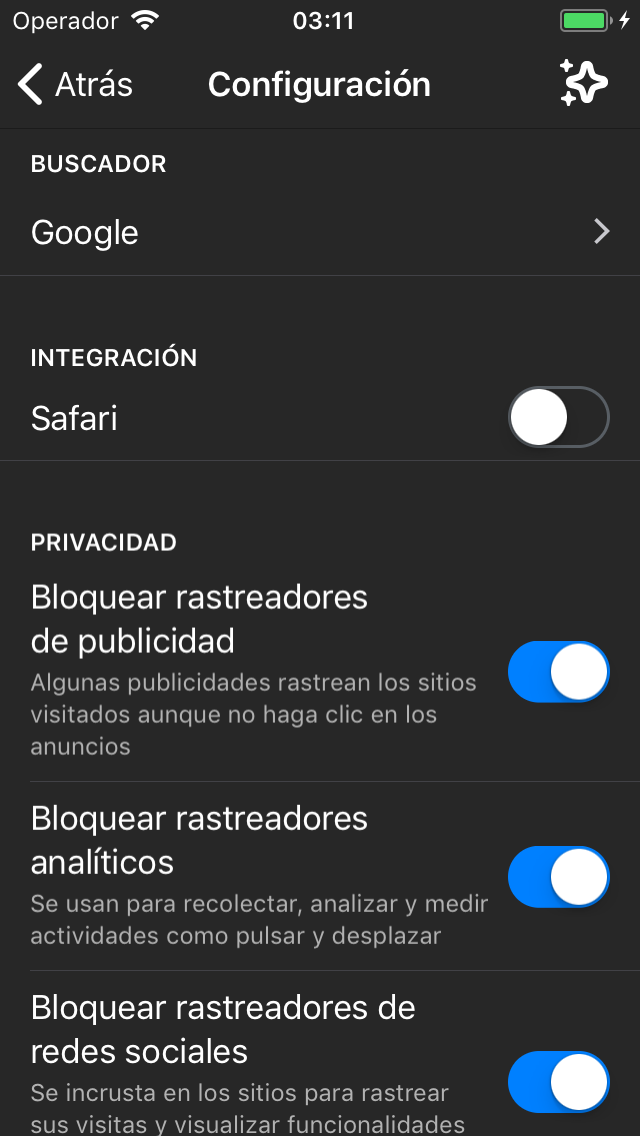 Operador
03:11
Atrás
Configuración
BUSCADOR
Google
INTEGRACIÓN
Safari
PRIVACIDAD
Bloquear rastreadores
de publicidad
Algunas publicidades rastrean los sitios
visitados aunque no haga clic en los
anuncios
Bloquear rastreadores
analíticos
Se usan para recolectar, analizar y medir
actividades como pulsar y desplazar
Bloquear rastreadores de
redes sociales
Se incrusta en los sitios para rastrear
sus visitas y visualizar funcionalidades